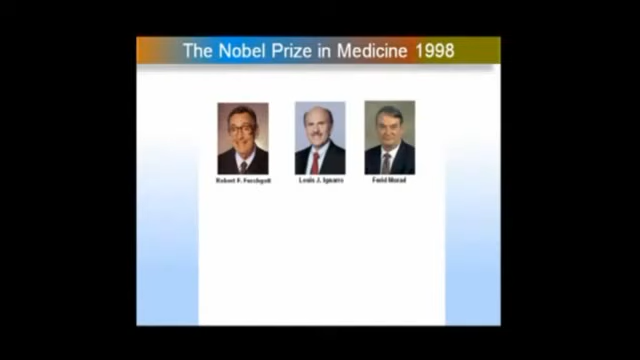 The Nobel Prize in Medicine 1998
Robert F. Furchgott
Louis J. Ignarro
Ferid Murad